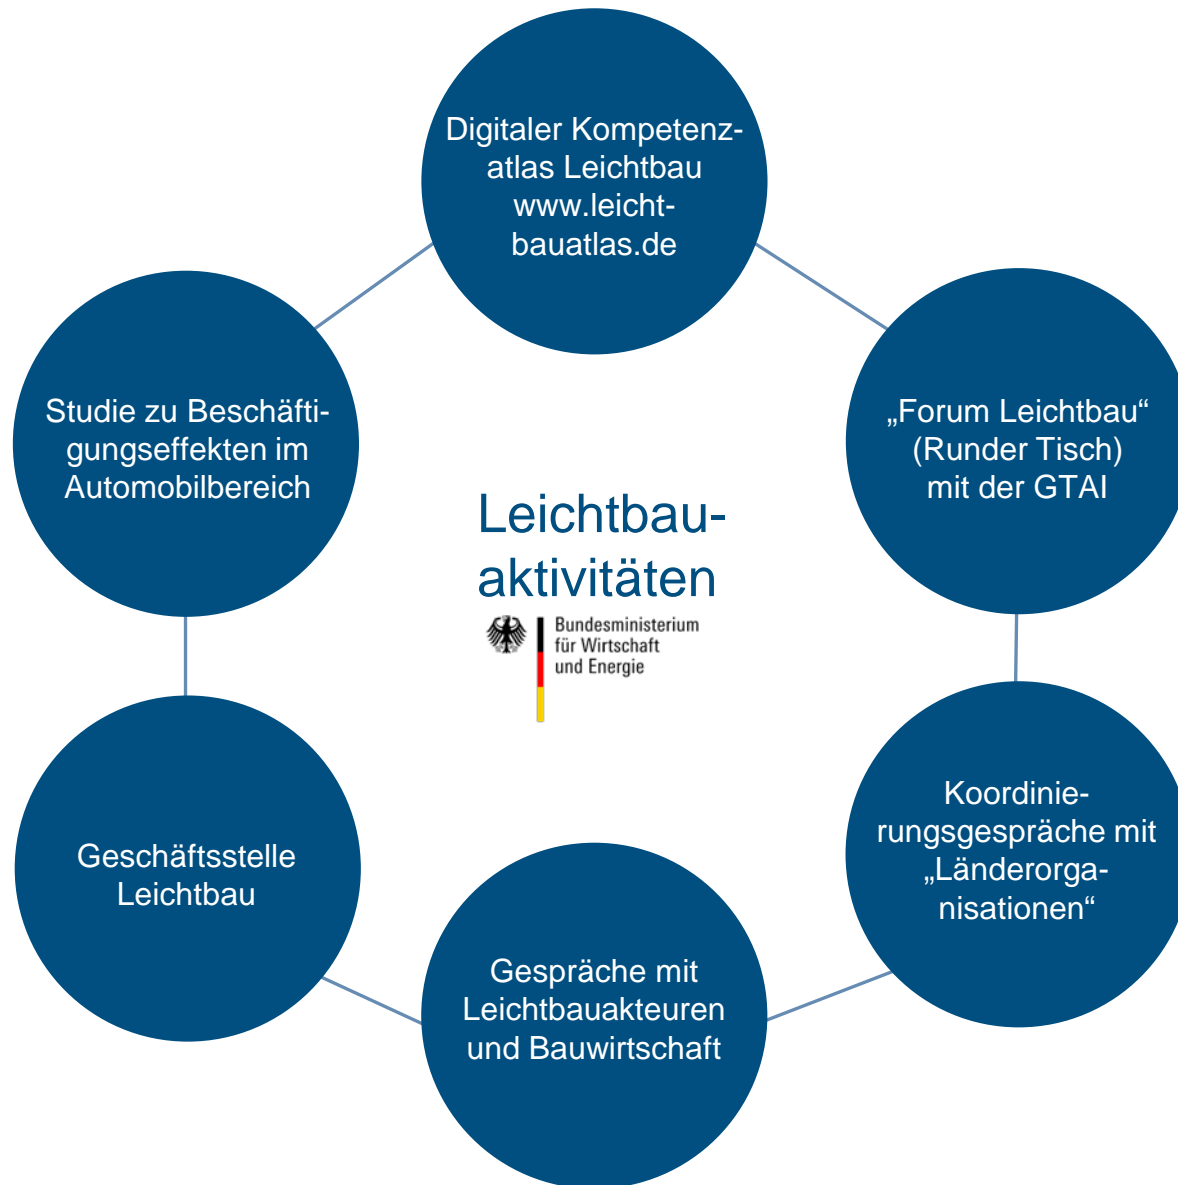 Digitaler Kompetenz-
atlas Leichtbau
www.leicht-
bauatlas.de
Studie zu Beschäfti-
gungseffekten im
Automobilbereich
„Forum Leichtbau“
(Runder Tisch)
mit der GTAI
Leichtbau-
aktivitäten
Bundesministerium
für Wirtschaft
und Energie
Geschäftsstelle
Leichtbau
Koordinie-
rungsgespräche mit
„Länderorga-
nisationen“
Gespräche mit
Leichtbauakteuren
und Bauwirtschaft